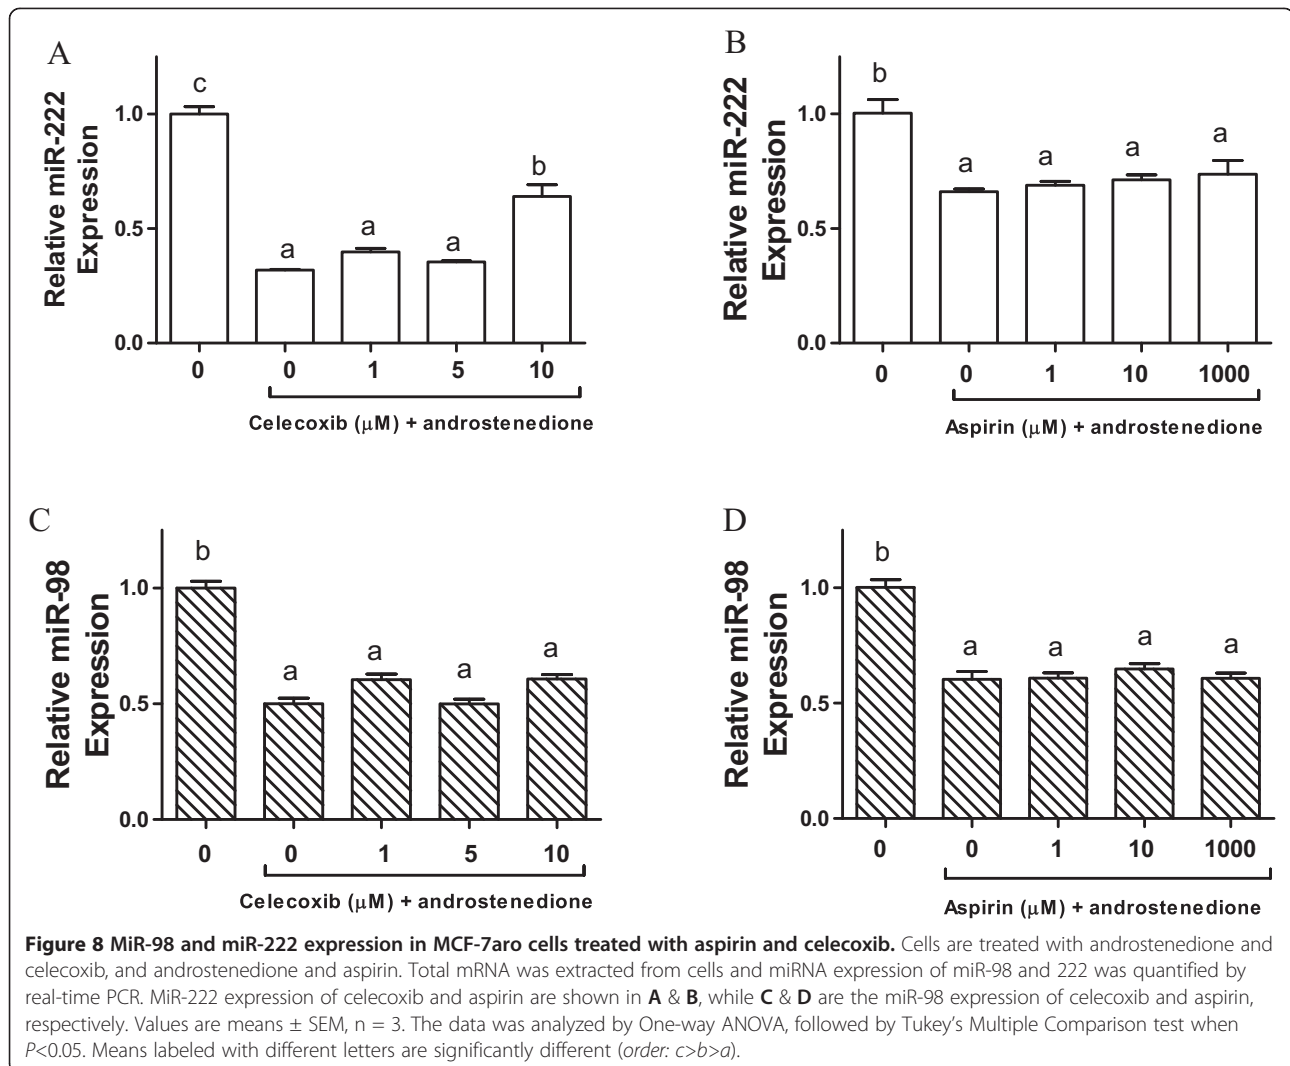 A
Relative miR-222
Expression
1.0
0.5
0.0
c
a
a
a
b
0 0 1 5 10
Celecoxib (μM) + androstenedione
B
Relative miR-222
Expression
1.0
0.5
0.0
b
a
a
a
a
0 0 1 10 1000
Aspirin (μM) + androstenedione
C
Relative miR-98
Expression
1.0
0.5
0.0
b
a
a
a
a
0 0 1 5 10
Celecoxib (μM) + androstenedione
D
Relative miR-98
Expression
1.0
0.5
0.0
b
a
a
a
a
0 0 1 10 1000
Aspirin (μM) + androstenedione
Figure 8 MiR-98 and miR-222 expression in MCF-7aro cells treated with aspirin and celecoxib. Cells are treated with androstenedione and
celecoxib, and androstenedione and aspirin. Total mRNA was extracted from cells and miRNA expression of miR-98 and 222 was quantified by
real-time PCR. MiR-222 expression of celecoxib and aspirin are shown in A & B, while C & D are the miR-98 expression of celecoxib and aspirin,
respectively. Values are means ± SEM, n = 3. The data was analyzed by One-way ANOVA, followed by Tukey's Multiple Comparison test when
P<0.05. Means labeled with different letters are significantly different (order: c>b>a).